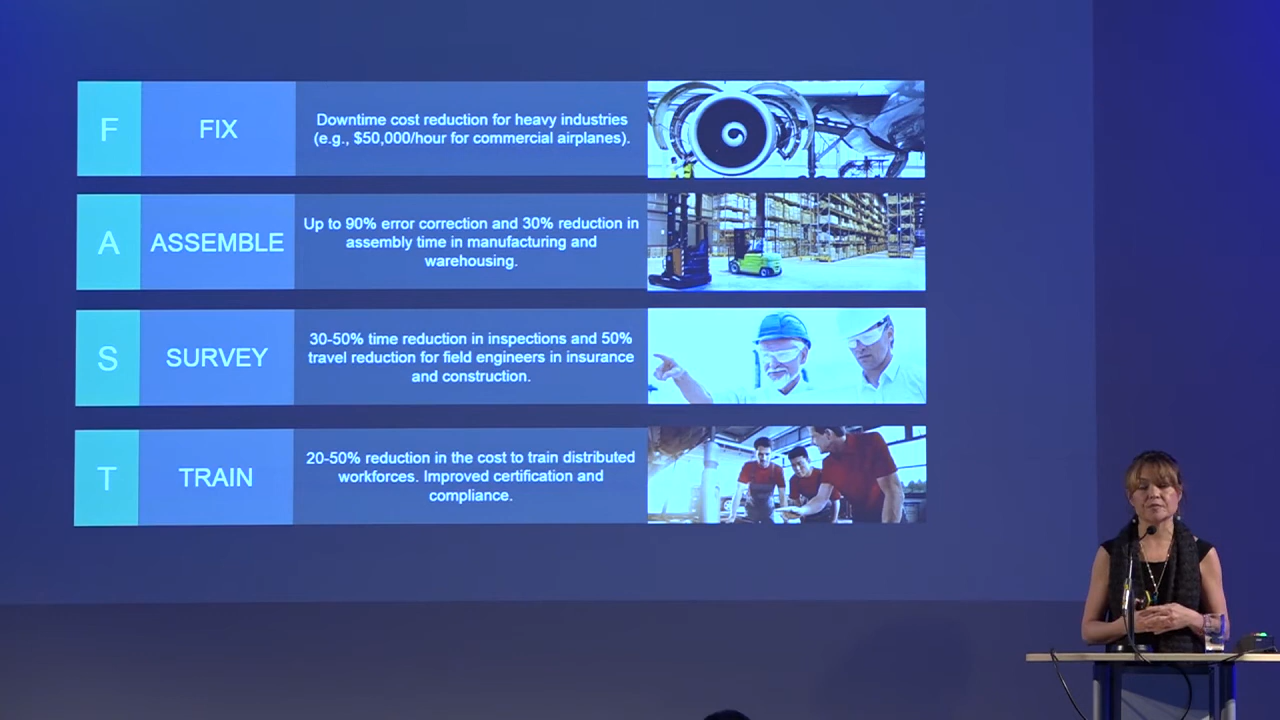 F
FIX
Downtime cost reduction for heavy industries
(e.g., $50,000/hour for commercial airplanes).
A
ASSEMBLE
Up to 90% error correction and 30% reduction in
assembly time in manufacturing and
warehousing.
S
SURVEY
30-50% time reduction in inspections and 50%
travel reduction for field engineers in insurance
and construction.
T
TRAIN
20-50% reduction in the cost to train distributed
workforces. Improved certification and
compliance.